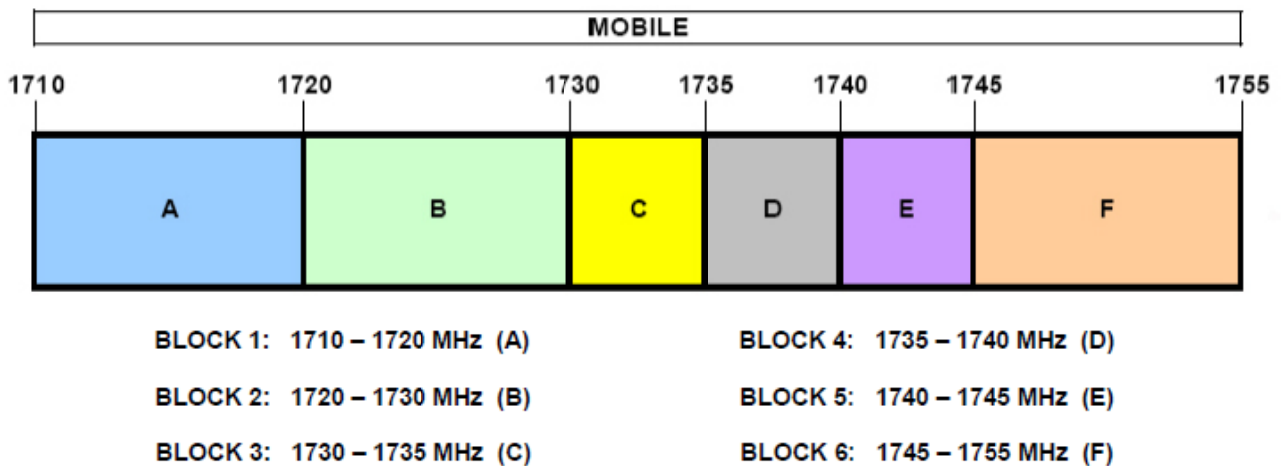 MOBILE
1710 1720 1730 1735 1740 1745 1755
A B C D E F
BLOCK 1: 1710 – 1720 MHz (A)
BLOCK 4: 1735 – 1740 MHz (D)
BLOCK 2: 1720 – 1730 MHz (B)
BLOCK 5: 1740 – 1745 MHz (E)
BLOCK 3: 1730 – 1735 MHz (C)
BLOCK 6: 1745 – 1755 MHz (F)